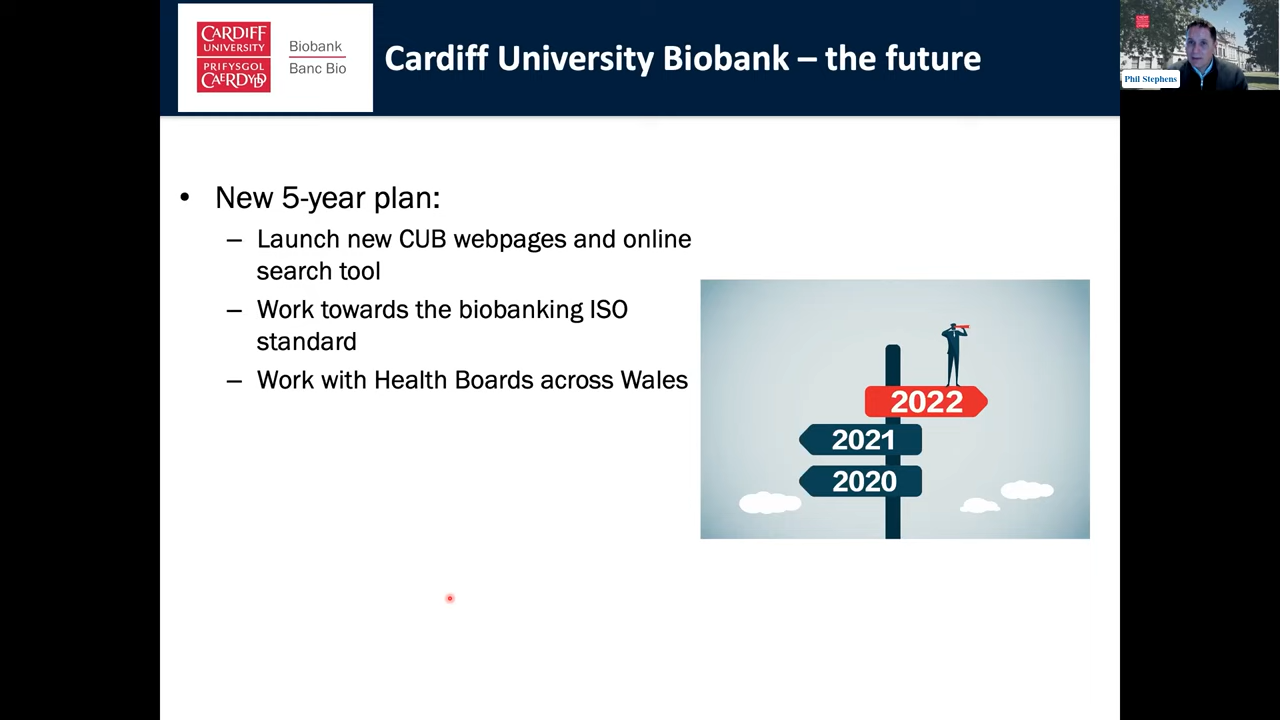 CARDIFF
UNIVERSITY
PRIFYSGOL
CAERDYDD
Biobank
Banc Bio
Cardiff University Biobank – the future
Phil Stephens
• New 5-year plan:
– Launch new CUB webpages and online
search tool
– Work towards the biobanking ISO
standard
– Work with Health Boards across Wales
2022
2021
2020